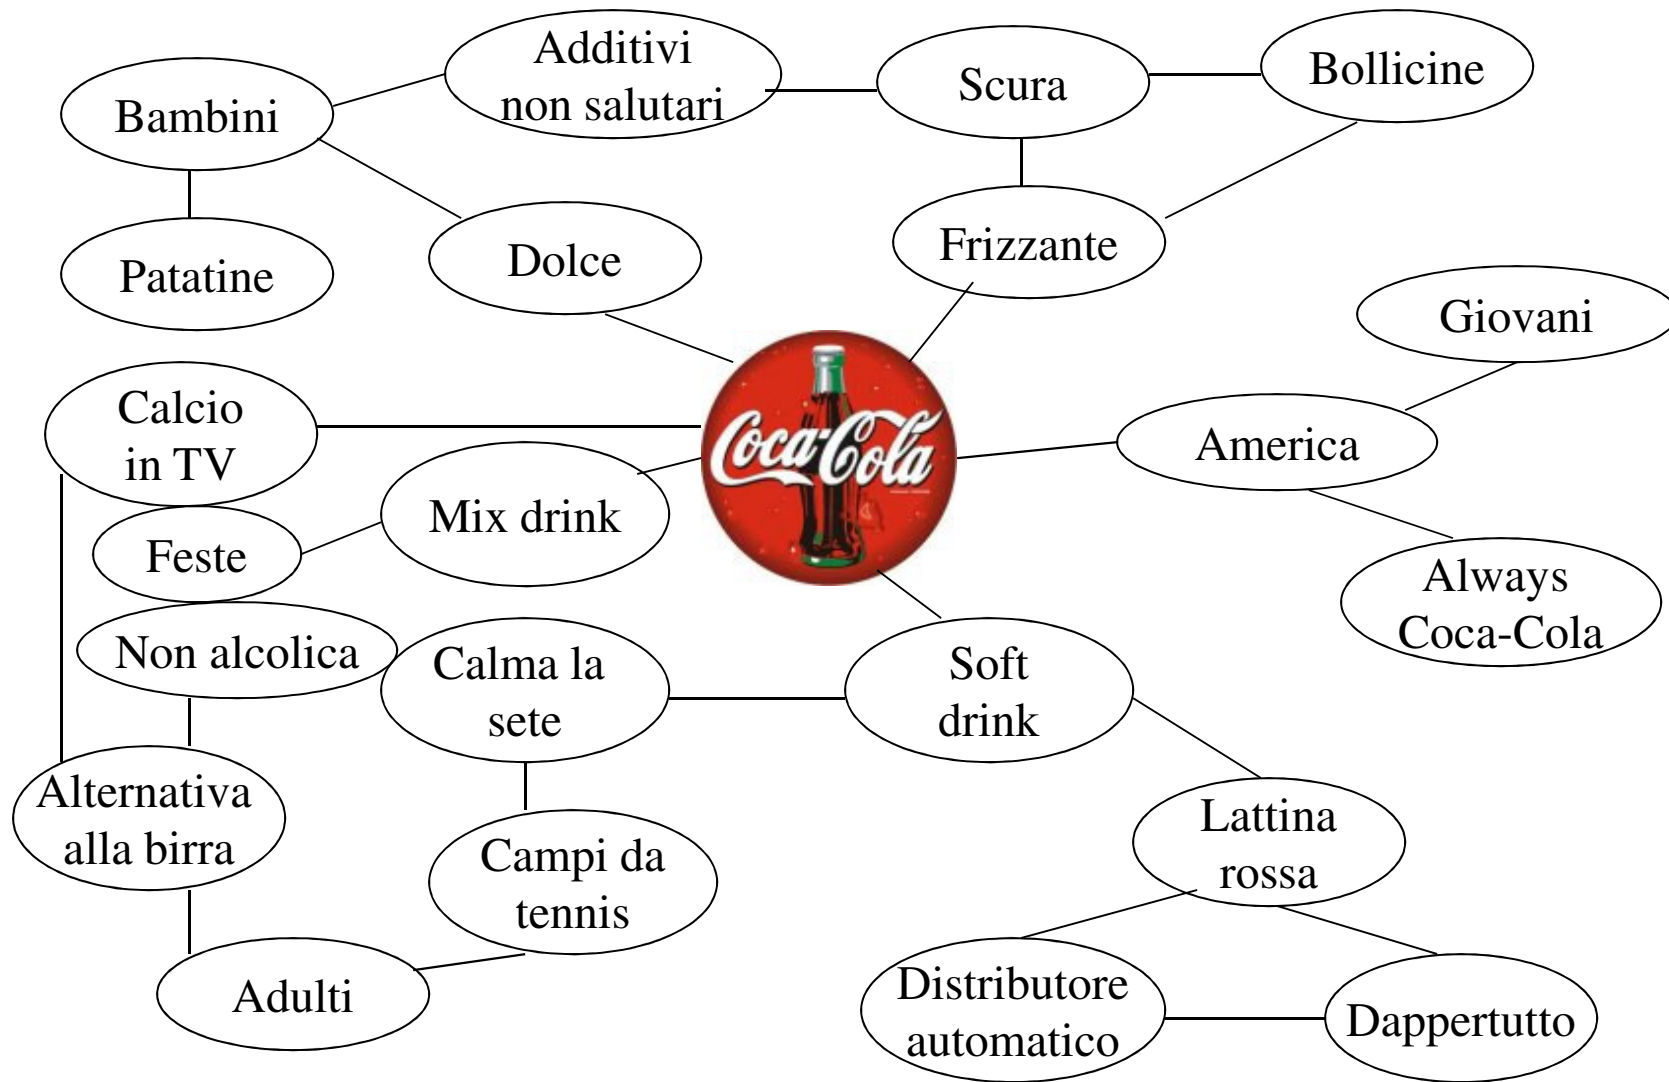 Additivi
non salutari
Scura
Bollicine
Bambini
Patatine
Dolce
Frizzante
Giovani
Calcio
in TV
Coca-Cola
America
Mix drink
Feste
Always
Coca-Cola
Non alcolica
Calma la
sete
Soft
drink
Alternativa
alla birra
Campi da
tennis
Lattina
rossa
Adulti
Distributore
automatico
Dappertutto